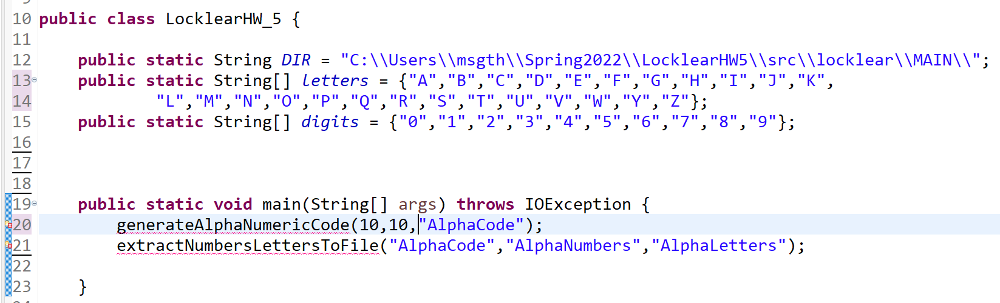 10 public class LocklearHW_5 {
11
12 public static String DIR = "C:\\Users\\msgth\\Spring2022\\LocklearHW5\\src\\locklear\\MAIN\\";
13 public static String[] letters = {"A","B","C","D","E","F","G","H","I","J","K",
14 "L","M","N","O","P","Q","R","S","T","U","V","W","Y","Z"};
15 public static String[] digits = {"0","1","2","3","4","5","6","7","8","9"};
16
17
18
19 public static void main(String[] args) throws IOException {
20 generateAlphaNumericCode(10,10,"AlphaCode");
21 extractNumbersLettersToFile("AlphaCode","AlphaNumbers","AlphaLetters");
22
23 }